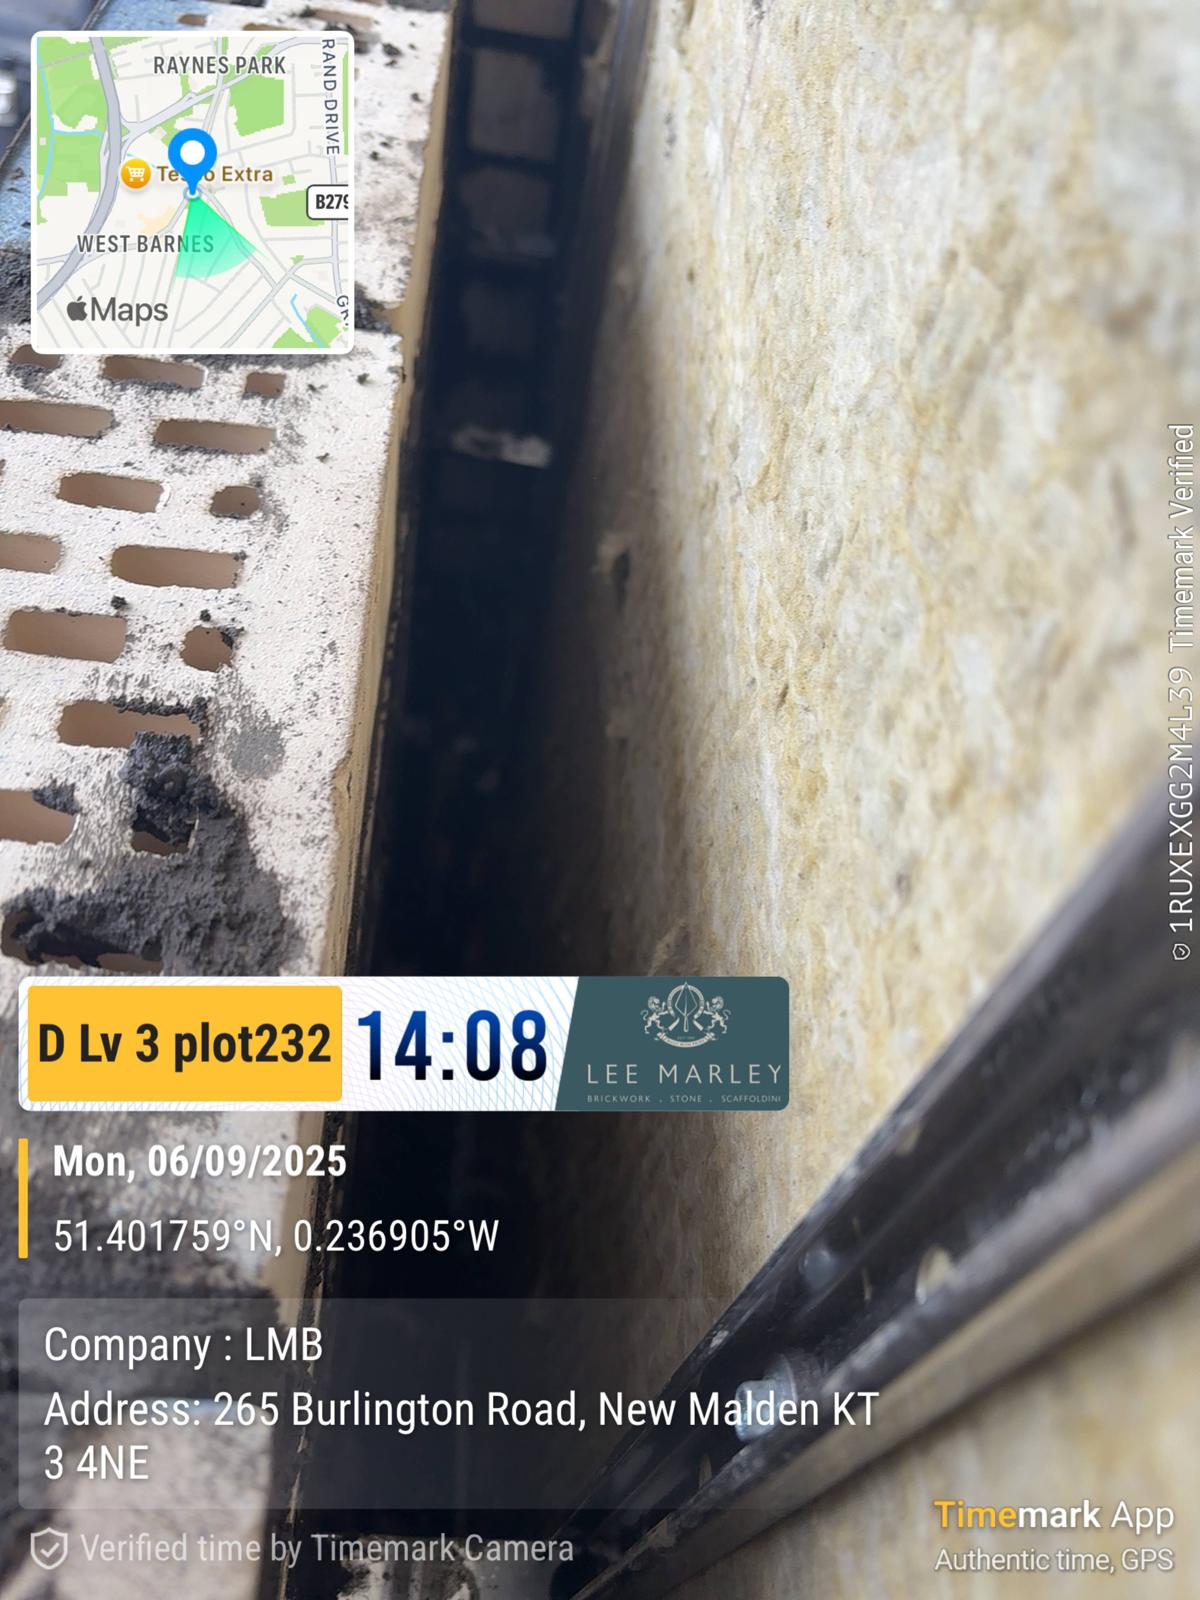 RAYNES PARK
RAND DRIVE
Extra
B279
WEST BARNES
Maps
D Lv 3 plot232
14:08
LEE MARLEY
BRICKWORK . STONE . SCAFFOLDIN
Mon, 06/09/2025
51.401759°N, 0.236905°W
Company : LMB
Address: 265 Burlington Road, New Malden KT
3 4NE
Verified time by Timemark Camera
Timemark App
Authentic time, GPS
1RUXEXGG2M4L39 Timemark Verified